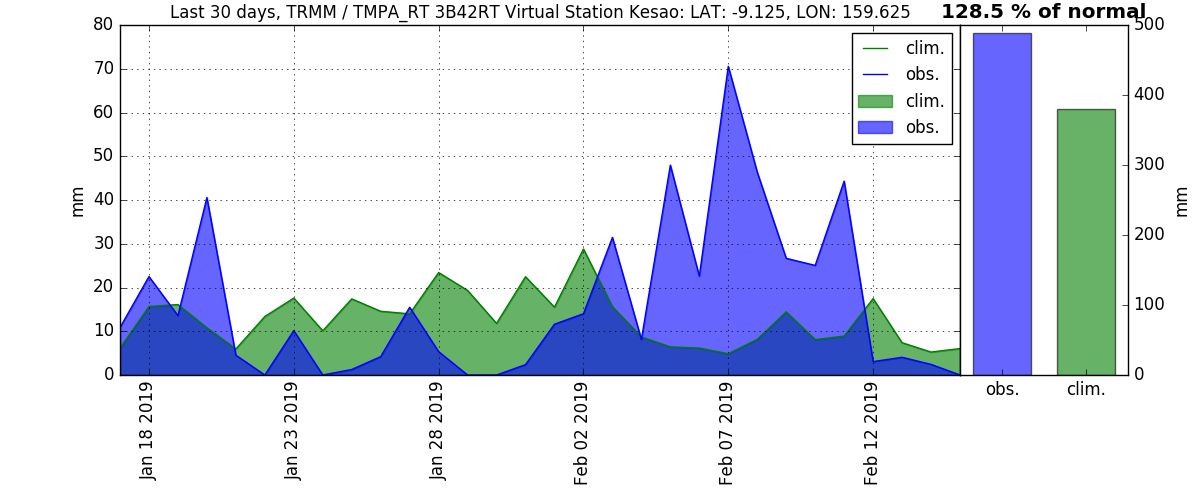 Last 30 days, TRMM / TMPA_RT 3B42RT Virtual Station Kesao: LAT: -9.125, LON: 159.625
128.5 % of normal
80
70
60
50
40
30
20
10
0
mm
clim.
obs.
clim.
obs.
Jan 18 2019
Jan 23 2019
Jan 28 2019
Feb 02 2019
Feb 07 2019
Feb 12 2019
500
400
300
200
100
0
mm
obs.
clim.